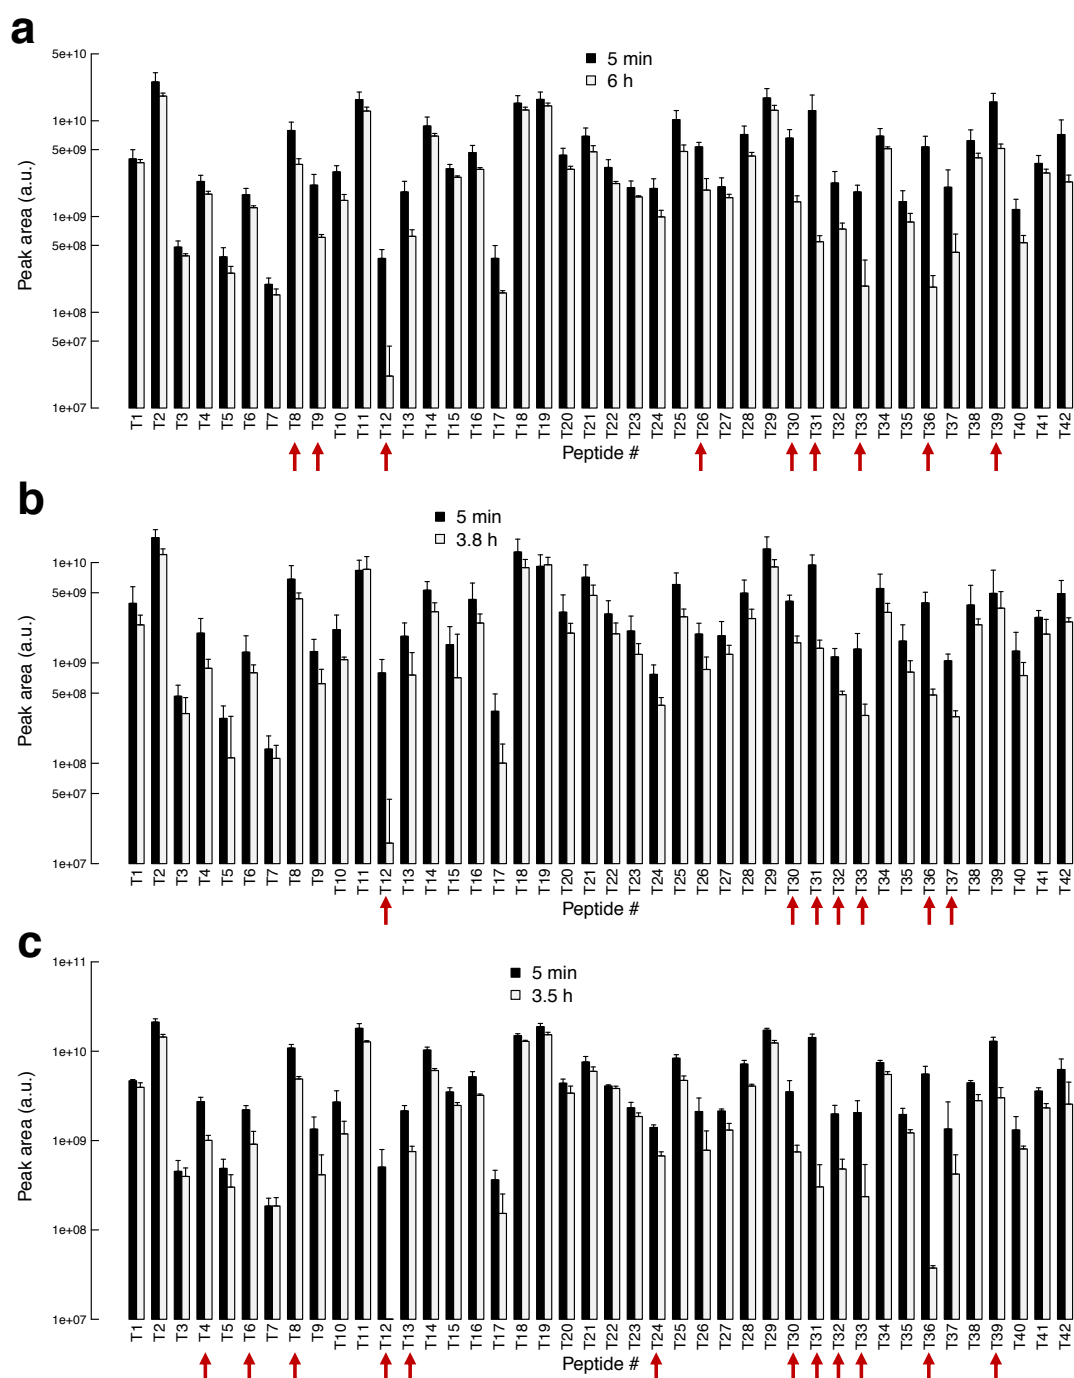 a
5 min
6 h
Peak area (a.u.)
5e+10
1e+10
5e+09
1e+09
5e+08
1e+08
5e+07
1e+07
T1 T2 T3 T4 T5 T6 T7 T8 T9 T10 T11 T12 T13 T14 T15 T16 T17 T18 T19 T20 T21 T22 T23 T24 T25 T26 T27 T28 T29 T30 T31 T32 T33 T34 T35 T36 T37 T38 T39 T40 T41 T42
Peptide #
b
5 min
3.8 h
Peak area (a.u.)
1e+10
5e+09
1e+09
5e+08
1e+08
5e+07
1e+07
T1 T2 T3 T4 T5 T6 T7 T8 T9 T10 T11 T12 T13 T14 T15 T16 T17 T18 T19 T20 T21 T22 T23 T24 T25 T26 T27 T28 T29 T30 T31 T32 T33 T34 T35 T36 T37 T38 T39 T40 T41 T42
Peptide #
c
5 min
3.5 h
Peak area (a.u.)
1e+11
1e+10
1e+09
1e+08
1e+07
T1 T2 T3 T4 T5 T6 T7 T8 T9 T10 T11 T12 T13 T14 T15 T16 T17 T18 T19 T20 T21 T22 T23 T24 T25 T26 T27 T28 T29 T30 T31 T32 T33 T34 T35 T36 T37 T38 T39 T40 T41 T42
Peptide #